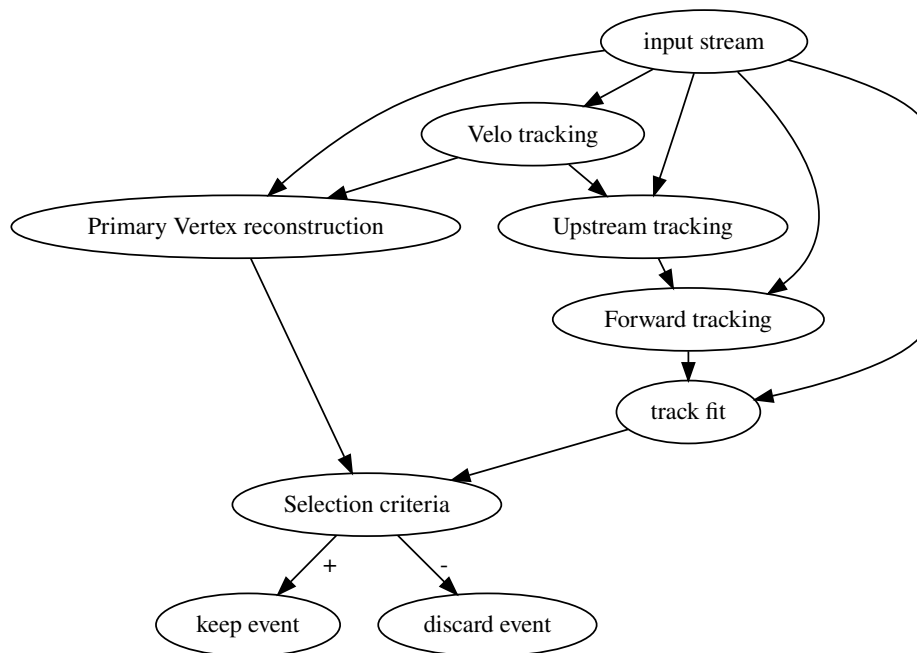 input stream
Velo tracking
Primary Vertex reconstruction
Upstream tracking
Forward tracking
track fit
Selection criteria
+
-
keep event
discard event